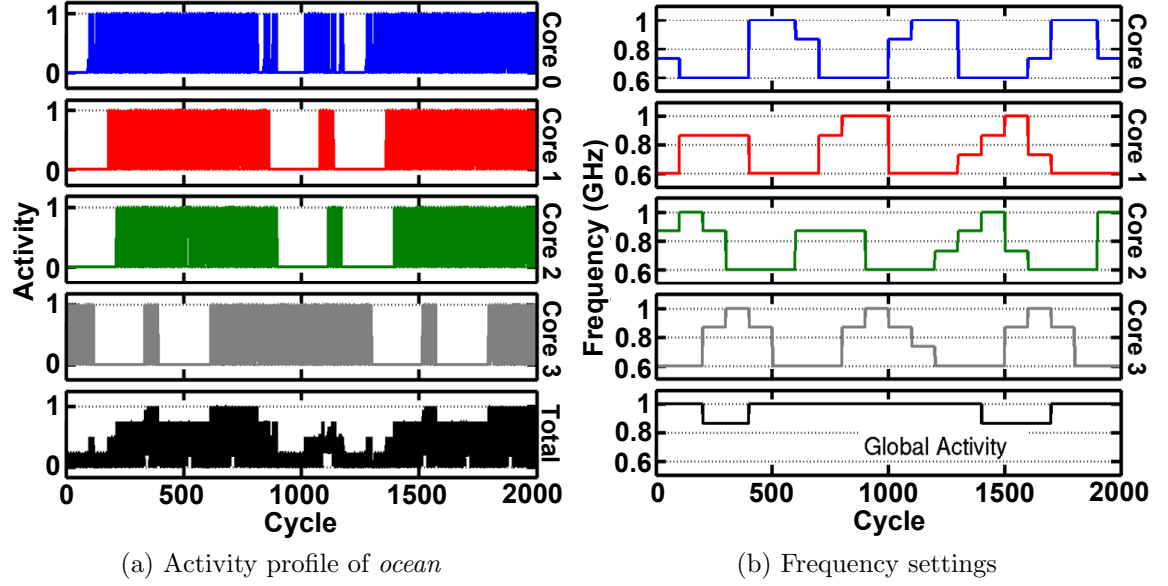 1
0
Core 0
1
0
Core 1
1
0
Core 2
1
0
Core 3
1
0
Total
Activity
0 500 1000 1500 2000
Cycle
(a) Activity profile of ocean
1
0.8
0.6
Core 0
1
0.8
0.6
Core 1
1
0.8
0.6
Core 2
1
0.8
0.6
Core 3
1
0.8
0.6
Global Activity
Frequency (GHz)
0 500 1000 1500 2000
Cycle
(b) Frequency settings